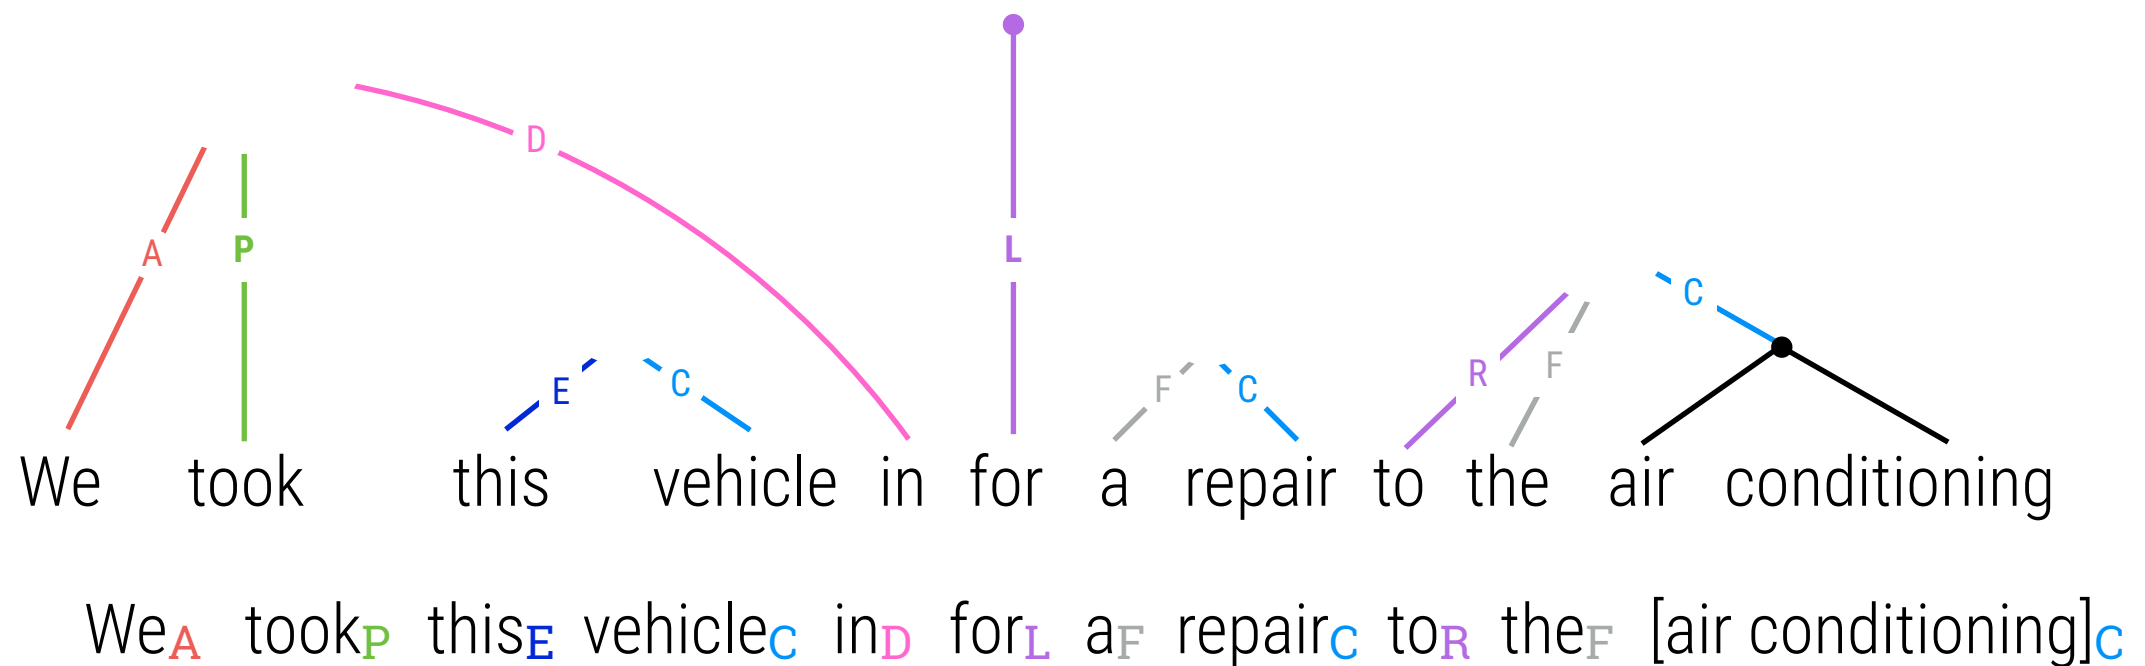 D
A P L
E C F C R F C
We took this vehicle in for a repair to the air conditioning
WeA tookP thisE vehicleC inD forL aF repairC toR theF [air conditioning]C